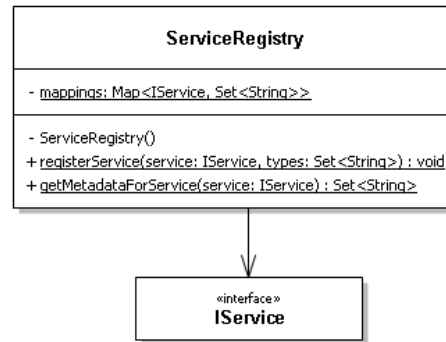 ServiceRegistry
- mappings: Map<IService, Set<String>>
- ServiceRegistry()
+ registerService(service: IService, types: Set<String>) : void
+ getMetadataForService(service: IService) : Set<String>
«interface»
IService